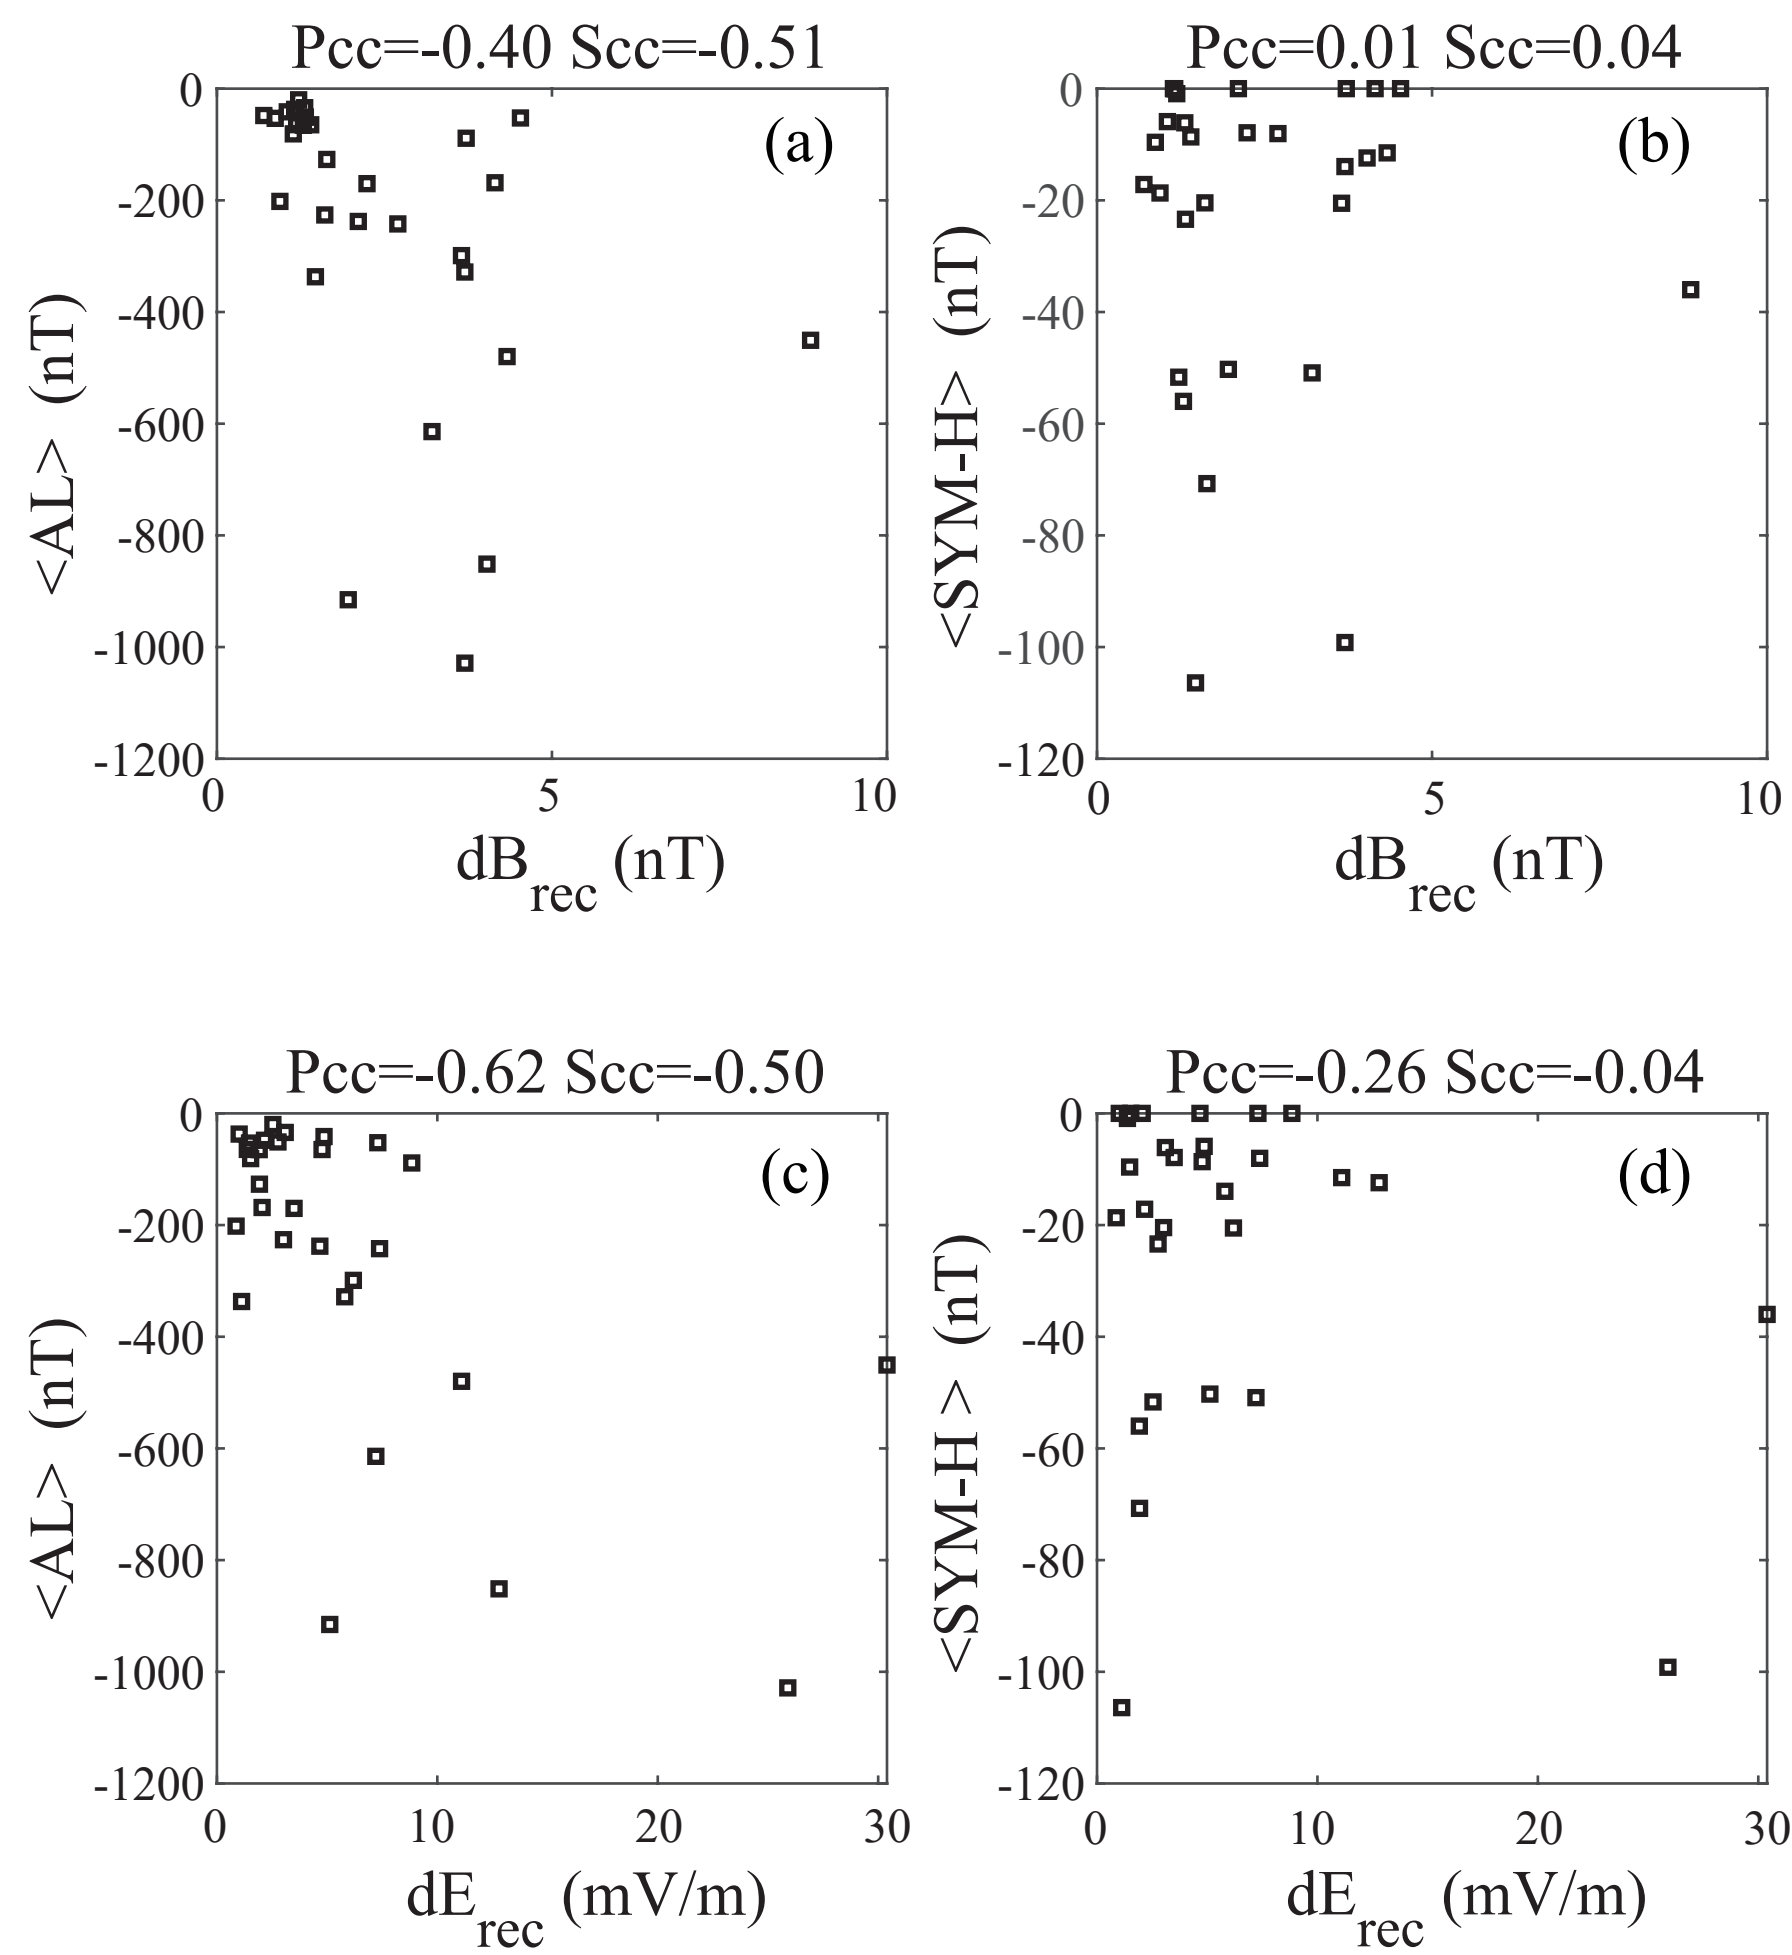 Pcc=-0.40 Scc=-0.51
0
-200
-400
-600
-800
-1000
-1200
<AL> (nT)
(a)
0 5 10
dBrec (nT)
Pcc=0.01 Scc=0.04
0
-20
-40
-60
-80
-100
-120
<SYM-H> (nT)
(b)
0 5 10
dBrec (nT)
Pcc=-0.62 Scc=-0.50
0
-200
-400
-600
-800
-1000
-1200
<AL> (nT)
(c)
0 10 20 30
dErec (mV/m)
Pcc=-0.26 Scc=-0.04
0
-20
-40
-60
-80
-100
-120
<SYM-H > (nT)
(d)
0 10 20 30
dErec (mV/m)